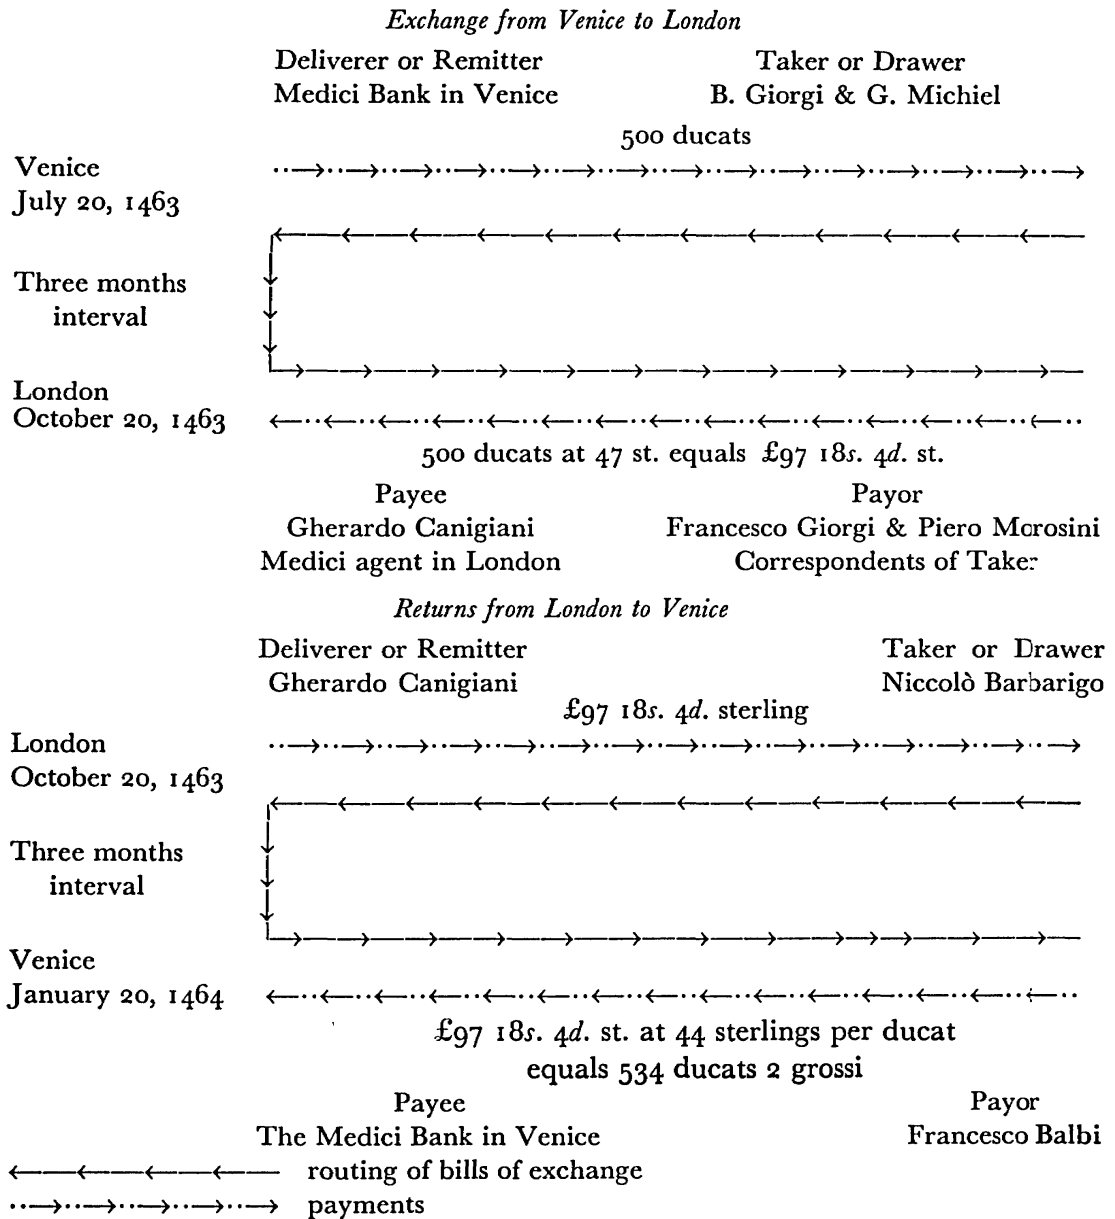 Exchange from Venice to London
Deliverer or Remitter Taker or Drawer
Medici Bank in Venice B. Giorgi & G. Michiel
500 ducats
Venice
July 20, 1463
Three months
interval
London
October 20, 1463
500 ducats at 47 st. equals £97 18s. 4d. st.
Payee Payor
Gherardo Canigiani Francesco Giorgi & Piero Morosini
Medici agent in London Correspondents of Taker
Returns from London to Venice
Deliverer or Remitter Taker or Drawer
Gherardo Canigiani Niccolò Barbarigo
£97 18s. 4d. sterling
London
October 20, 1463
Three months
interval
Venice
January 20, 1464
£97 18s. 4d. st. at 44 sterlings per ducat
equals 534 ducats 2 grossi
Payee Payor
The Medici Bank in Venice Francesco Balbi
routing of bills of exchange
payments